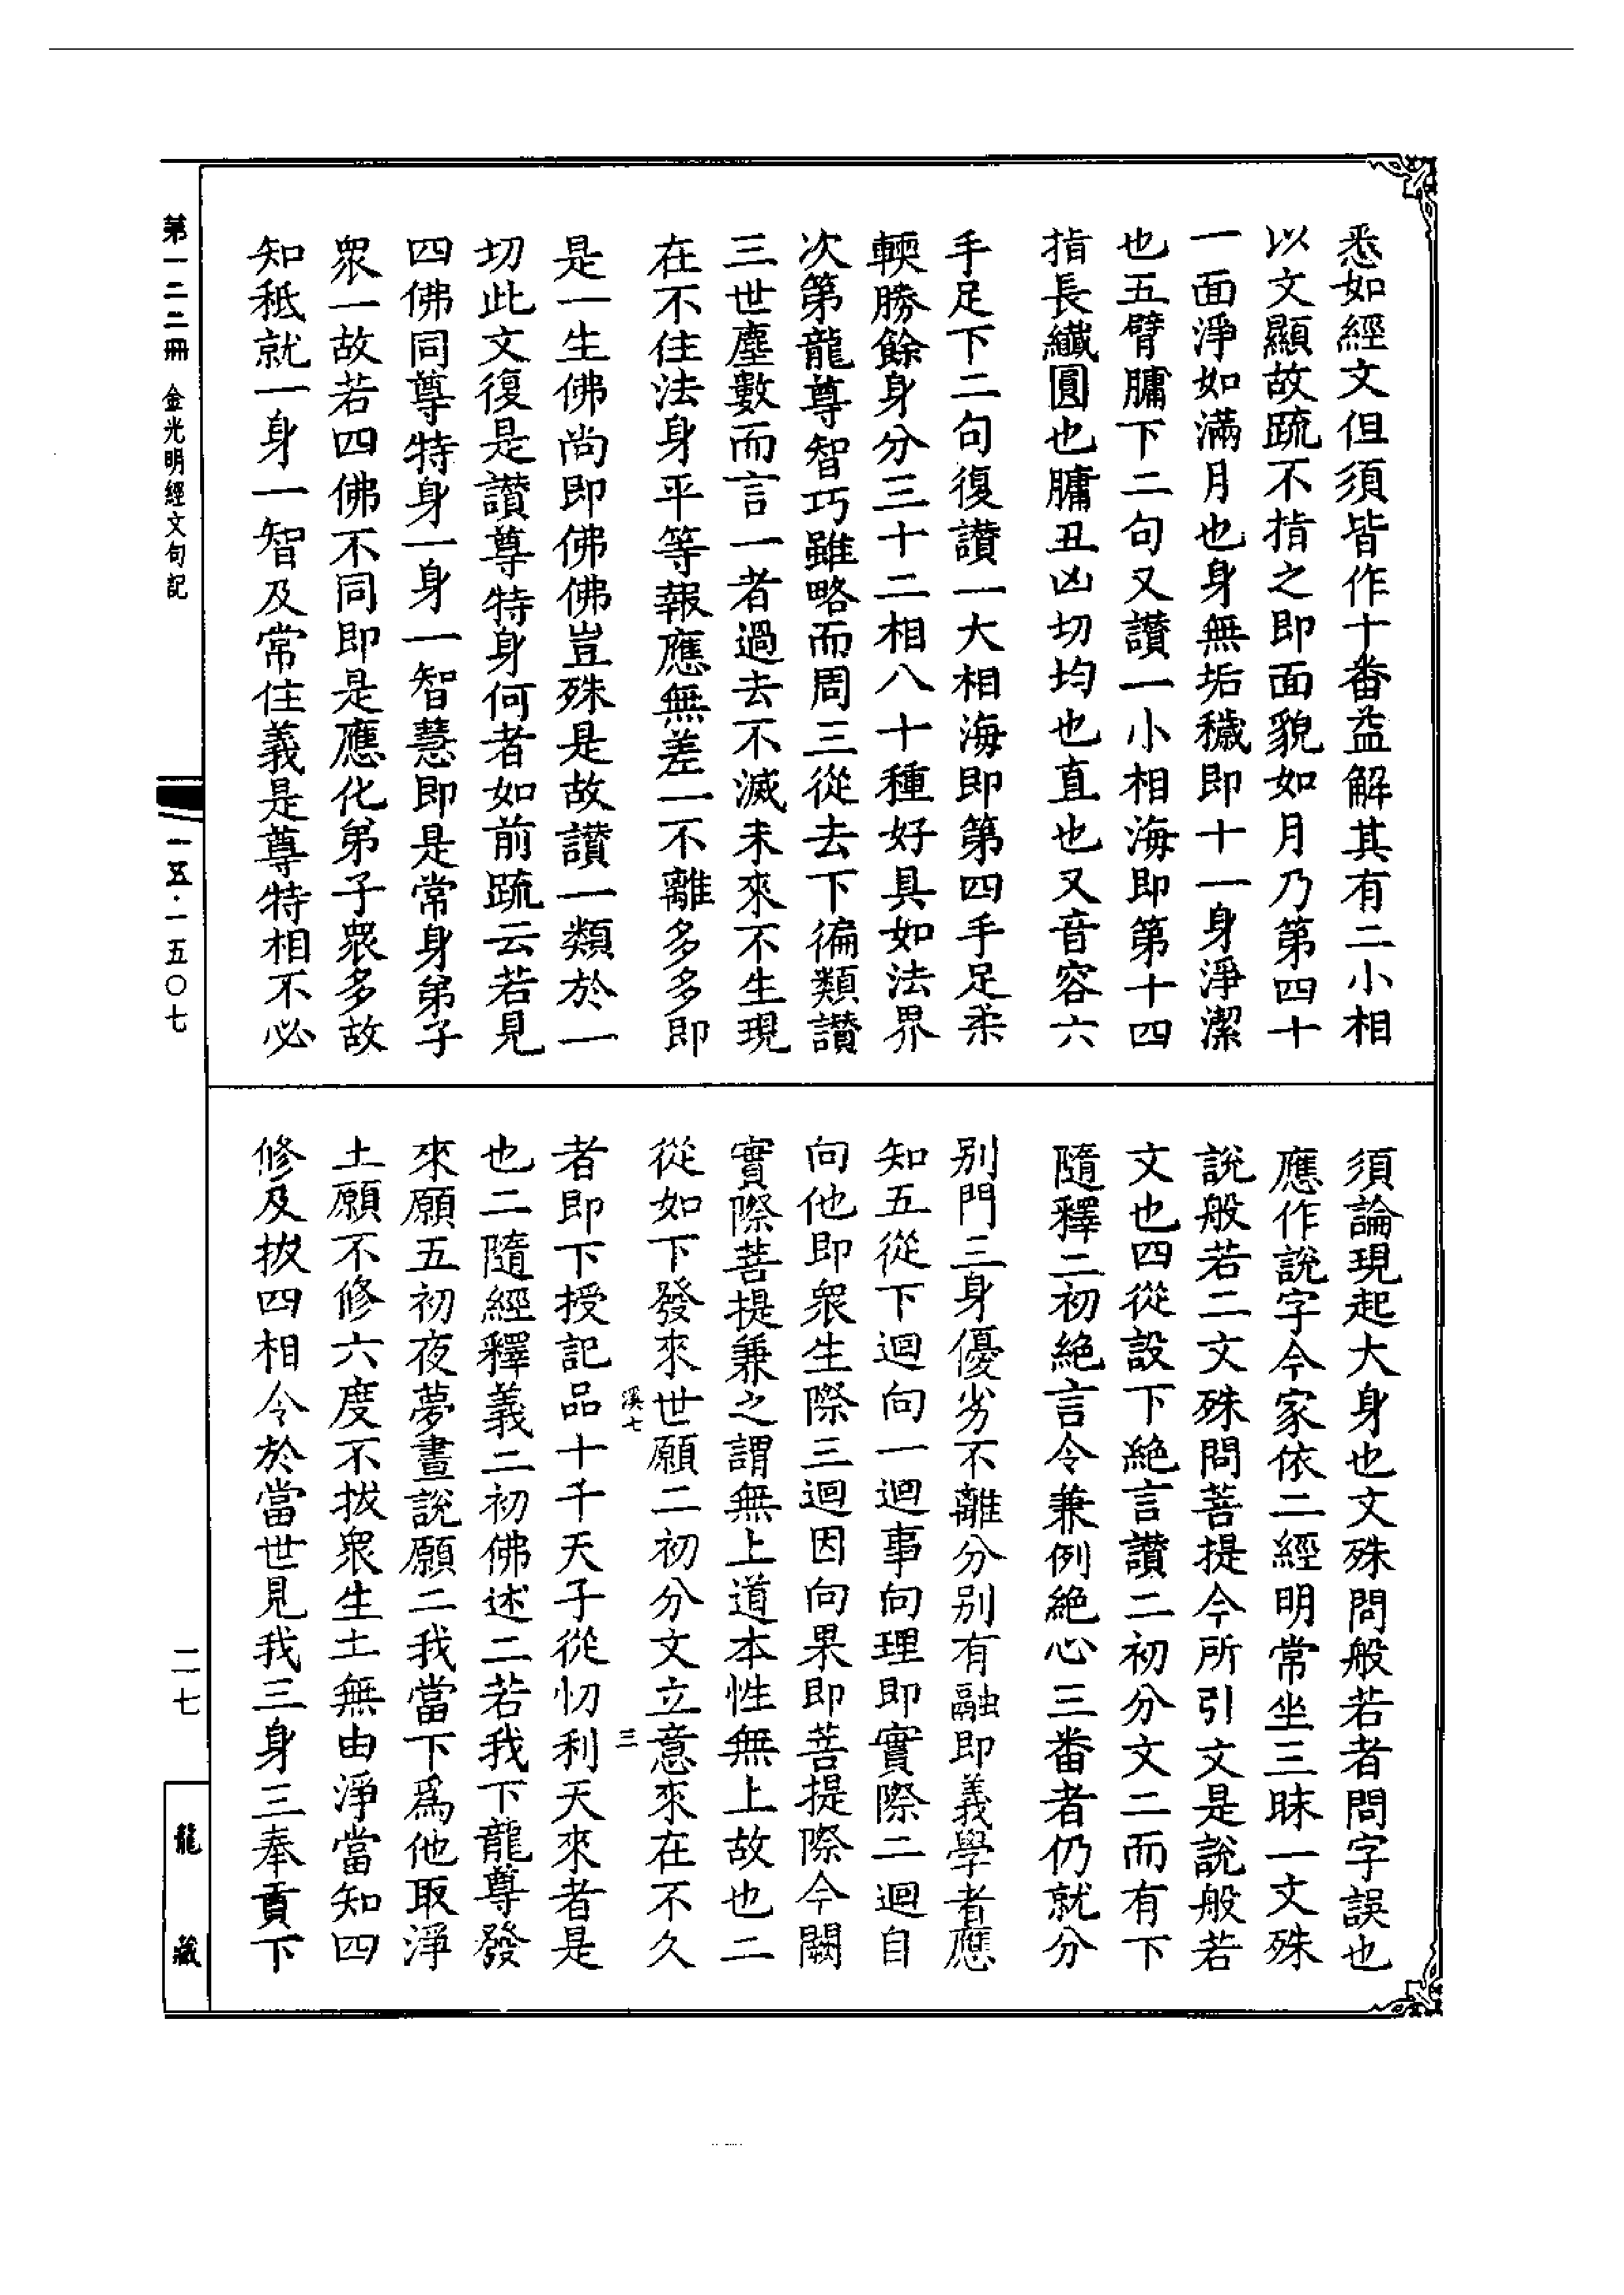 悉如經文但須皆作十番益解其有二小相
以文顯故䟽不指之即面貌如月乃第四十
一面淨如滿月也身無垢穢即十一身淨潔
也五臂牅下二句又讃一小相海即第十四
指長纖圓也牅丑凶切均也直也又音容六
手足下二句復讃一大相海即第四手足柔
輭勝餘身分三十二相八十種好具如法界
次第龍尊智巧雖略而周三從去下徧類讃
三世塵數而言一者過去不滅未來不生現
在不住法身平等報應無差一不離多多即
是一生佛尚即佛佛豈殊是故讃一類於一
切此文復是讃尊特身何者如前䟽云若見
四佛同尊特身一身一智慧即是常身弟子
衆一故若四佛不同即是應化弟子衆多故
知秪就一身一智及常住義是尊特相不必
須論現起大身也文殊問般若者問字誤也
應作說字今家依二經明常坐三昧一文殊
說般若二文殊問菩提今所引文是說般若
文也四從設下絶言讃二初分文二而有下
隨釋二初絶言令兼例絶心三番者仍就分
別門三身優劣不離分別有融即義學者應
知五從下迴向一迴事向理即實際二迴自
向他即衆生際三迴因向果即菩提際今闕
實際菩提兼之謂無上道本性無上故也二
從如下發來世願二初分文立意來在不久
溪七
三
者即下授記品十千天子從忉利天來者是
也二隨經釋義二初佛述二若我下龍尊發
來願五初夜夢晝說願二我當下爲他取淨
土願不修六度不拔衆生土無由淨當知四
修及拔四相令於當世見我三身三奉貢下
第一二二冊 金光明經文句記
一五·一五〇七
二七
龍藏